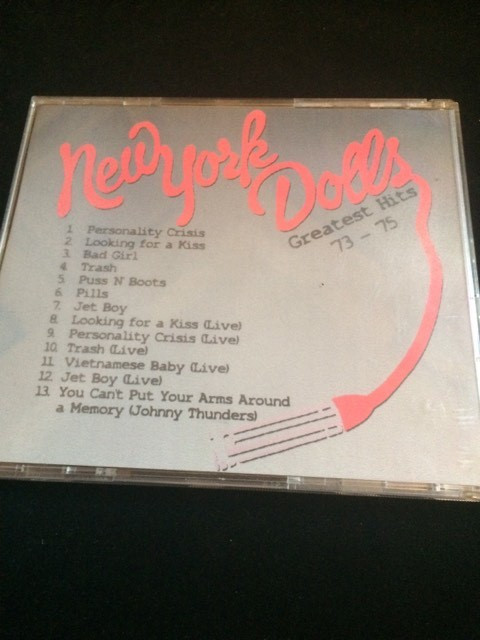 New York Dolls
Greatest Hits
73 - 75
1. Personality Crisis
2. Looking for a Kiss
3. Bad Girl
4. Trash
5. Puss N' Boots
6. Pills
7. Jet Boy
8. Looking for a Kiss (Live)
9. Personality Crisis (Live)
10. Trash (Live)
11. Vietnamese Baby (Live)
12. Jet Boy (Live)
13. You Can't Put Your Arms Around
a Memory (Johnny Thunders)